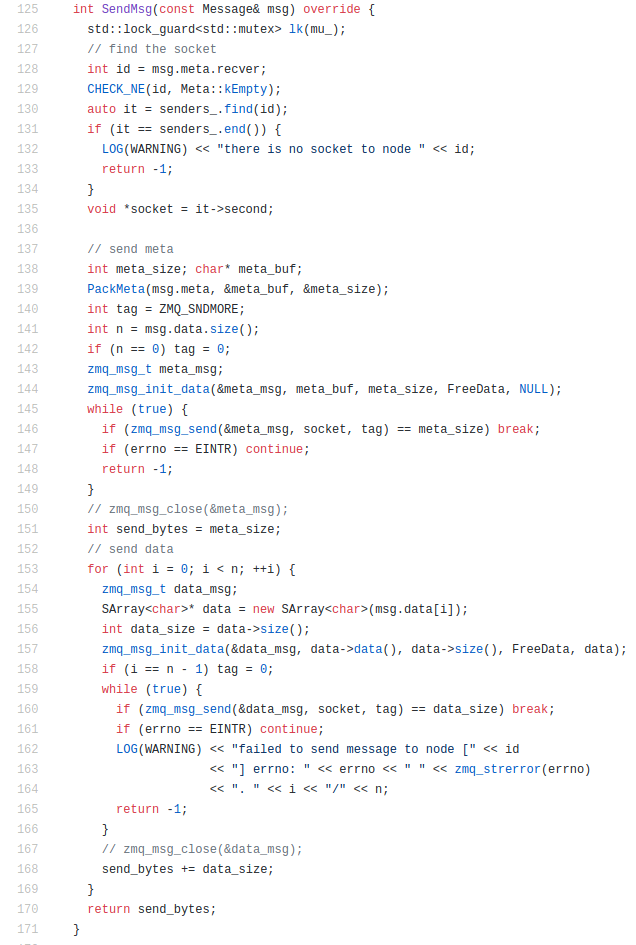 125 int SendMsg(const Message& msg) override {
126 std::lock_guard<std::mutex> lk(mu_);
127 // find the socket
128 int id = msg.meta.recver;
129 CHECK_NE(id, Meta::kEmpty);
130 auto it = senders_.find(id);
131 if (it == senders_.end()) {
132 LOG(WARNING) << "there is no socket to node " << id;
133 return -1;
134 }
135 void *socket = it->second;
136
137 // send meta
138 int meta_size; char* meta_buf;
139 PackMeta(msg.meta, &meta_buf, &meta_size);
140 int tag = ZMQ_SNDMORE;
141 int n = msg.data.size();
142 if (n == 0) tag = 0;
143 zmq_msg_t meta_msg;
144 zmq_msg_init_data(&meta_msg, meta_buf, meta_size, FreeData, NULL);
145 while (true) {
146 if (zmq_msg_send(&meta_msg, socket, tag) == meta_size) break;
147 if (errno == EINTR) continue;
148 return -1;
149 }
150 // zmq_msg_close(&meta_msg);
151 int send_bytes = meta_size;
152 // send data
153 for (int i = 0; i < n; ++i) {
154 zmq_msg_t data_msg;
155 SArray<char>* data = new SArray<char>(msg.data[i]);
156 int data_size = data->size();
157 zmq_msg_init_data(&data_msg, data->data(), data->size(), FreeData, data);
158 if (i == n - 1) tag = 0;
159 while (true) {
160 if (zmq_msg_send(&data_msg, socket, tag) == data_size) break;
161 if (errno == EINTR) continue;
162 LOG(WARNING) << "failed to send message to node [" << id
163 << "] errno: " << errno << " " << zmq_strerror(errno)
164 << ". " << i << "/" << n;
165 return -1;
166 }
167 // zmq_msg_close(&data_msg);
168 send_bytes += data_size;
169 }
170 return send_bytes;
171 }